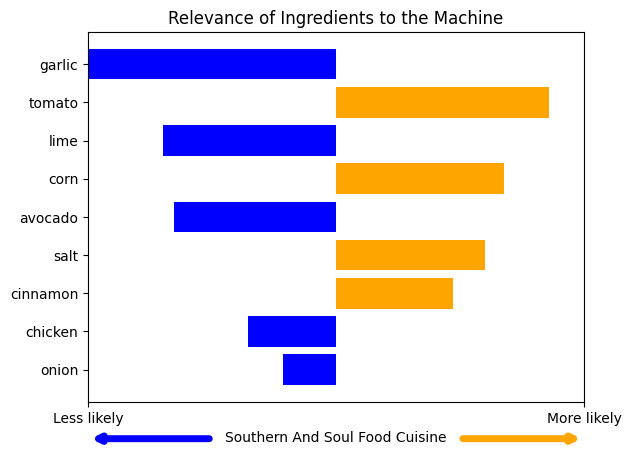 Relevance of Ingredients to the Machine
garlic
tomato
lime
corn
avocado
salt
cinnamon
chicken
onion
Less likely
More likely
Southern And Soul Food Cuisine